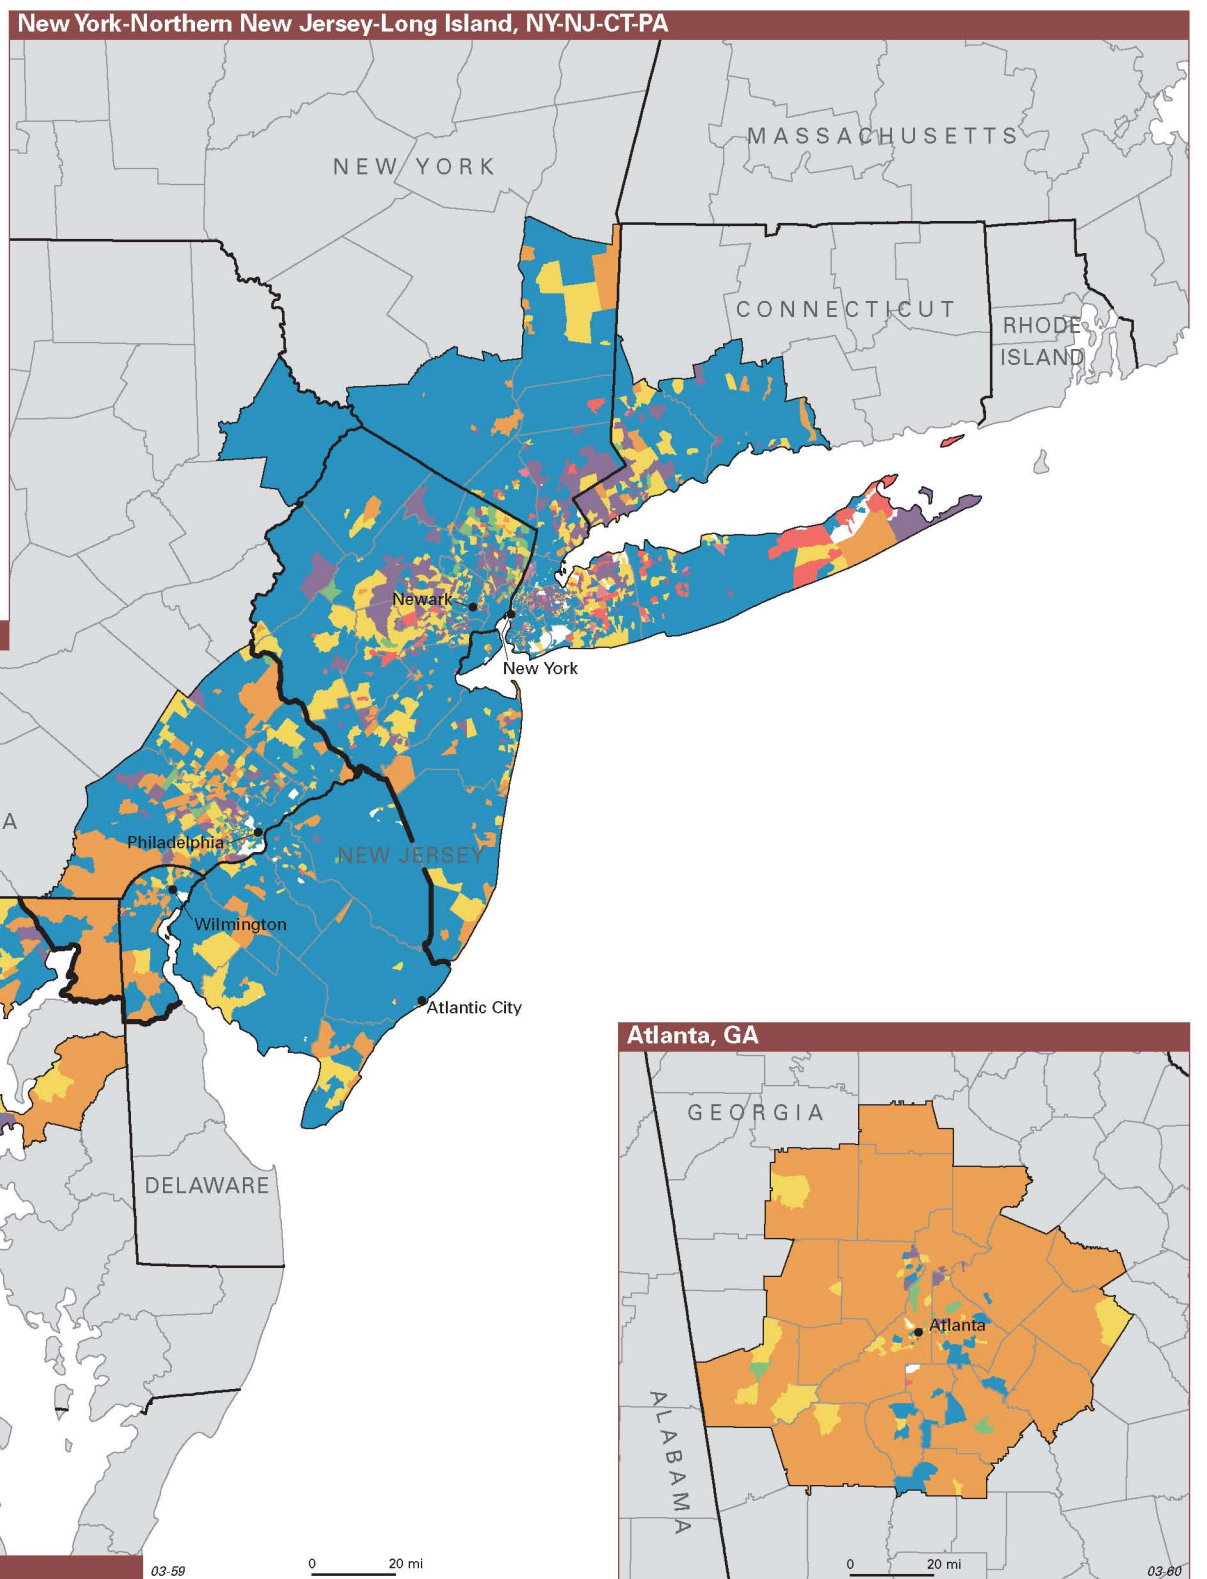 New York-Northern New Jersey-Long Island, NY-NJ-CT-PA
MASSACHUSETTS
NEW YORK
CONNECTICUT
RHODE
ISLAND
Newark
New York
A
Philadelphia
NEW JERSEY
Wilmington
Atlantic City
Atlanta, GA
GEORGIA
DELAWARE
Atlanta
ALABAMA
03-59
0 20 mi
0 20 mi
03-60